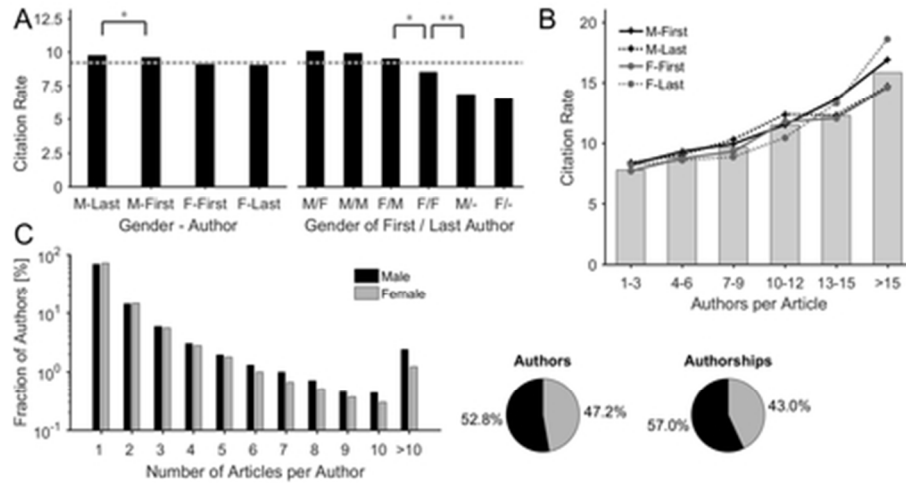 A
* * **
Citation Rate
12.5
10
7.5
5
2.5
0
M-Last M-First F-First F-Last
Gender - Author
M/F M/M F/M F/F M/- F/-
Gender of First / Last Author
B
Citation Rate
20
15
10
5
0
M-First
M-Last
F-First
F-Last
1-3 4-6 7-9 10-12 13-15 >15
Authors per Article
C
Fraction of Authors [%]
10²
10¹
10⁰
10⁻¹
Male
Female
1 2 3 4 5 6 7 8 9 10 >10
Number of Articles per Author
Authors
52.8% 47.2%
Authorships
57.0% 43.0%